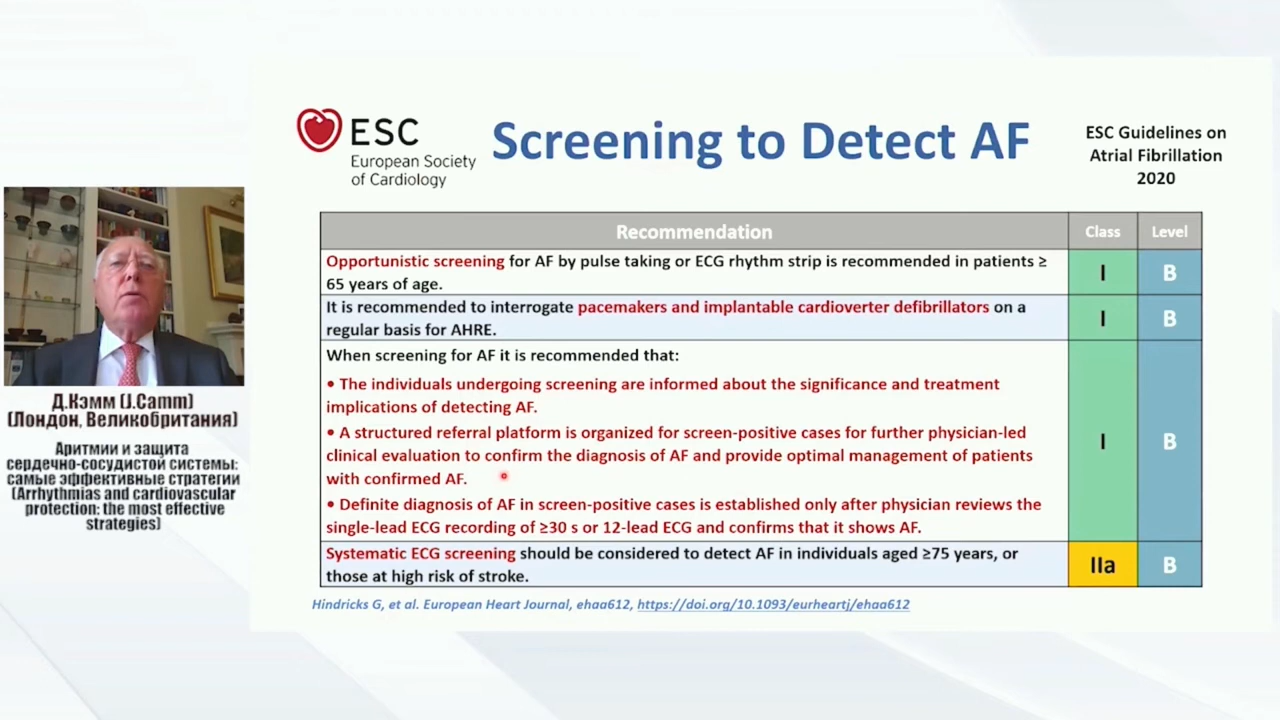 ESC
European Society
of Cardiology
Screening to Detect AF
ESC Guidelines on
Atrial Fibrillation
2020
Recommendation Class Level
Opportunistic screening for AF by pulse taking or ECG rhythm strip is recommended in patients ≥
65 years of age.
I B
It is recommended to interrogate pacemakers and implantable cardioverter defibrillators on a
regular basis for AHRE.
I B
When screening for AF it is recommended that:
• The individuals undergoing screening are informed about the significance and treatment
implications of detecting AF.
• A structured referral platform is organized for screen-positive cases for further physician-led
clinical evaluation to confirm the diagnosis of AF and provide optimal management of patients
with confirmed AF.
• Definite diagnosis of AF in screen-positive cases is established only after physician reviews the
single-lead ECG recording of ≥30 s or 12-lead ECG and confirms that it shows AF.
I B
Systematic ECG screening should be considered to detect AF in individuals aged ≥75 years, or
those at high risk of stroke.
IIa B
Hindricks G, et al. European Heart Journal, ehaa612, https://doi.org/10.1093/eurheartj/ehaa612
Д.Кэмм (J.Camm)
(Лондон, Великобритания)
Аритмии и защита
сердечно-сосудистой системы:
самые эффективные стратегии
(Arrhythmias and cardiovascular
protection: the most effective
strategies)